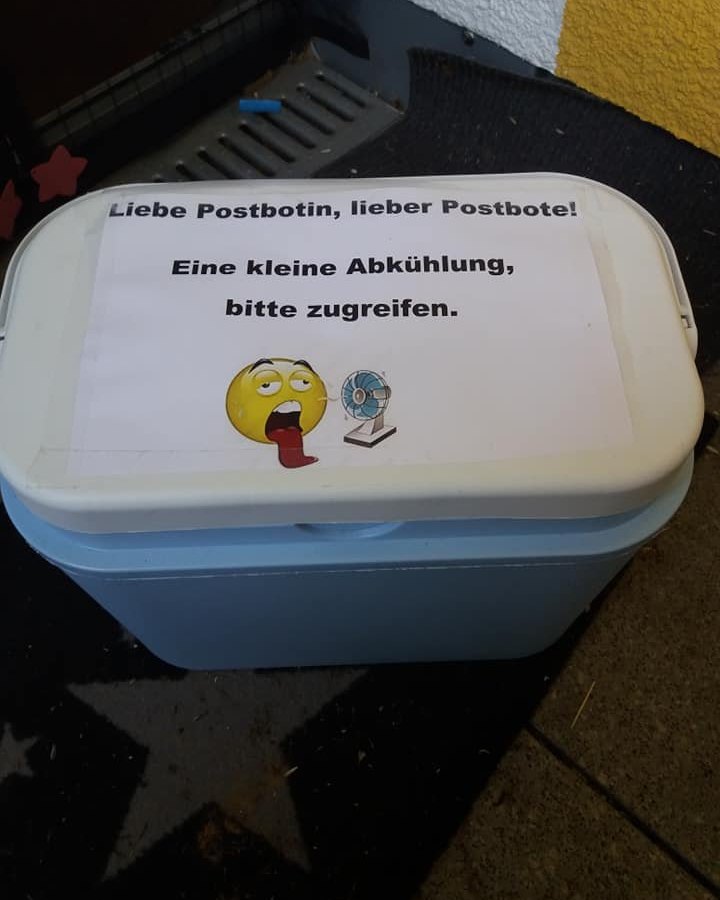 Liebe Postbotin, lieber Postbote!
Eine kleine Abkühlung,
bitte zugreifen.